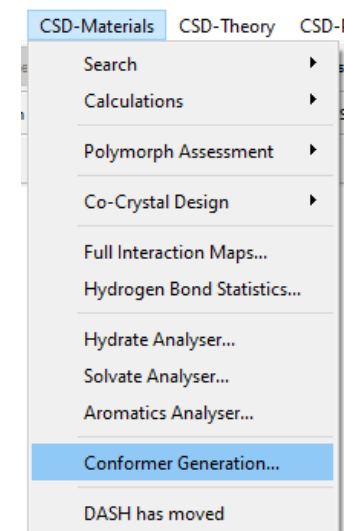 CSD-Materials CSD-Theory
Search
Calculations
Polymorph Assessment
Co-Crystal Design
Full Interaction Maps...
Hydrogen Bond Statistics...
Hydrate Analyser...
Solvate Analyser...
Aromatics Analyser...
Conformer Generation...
DASH has moved